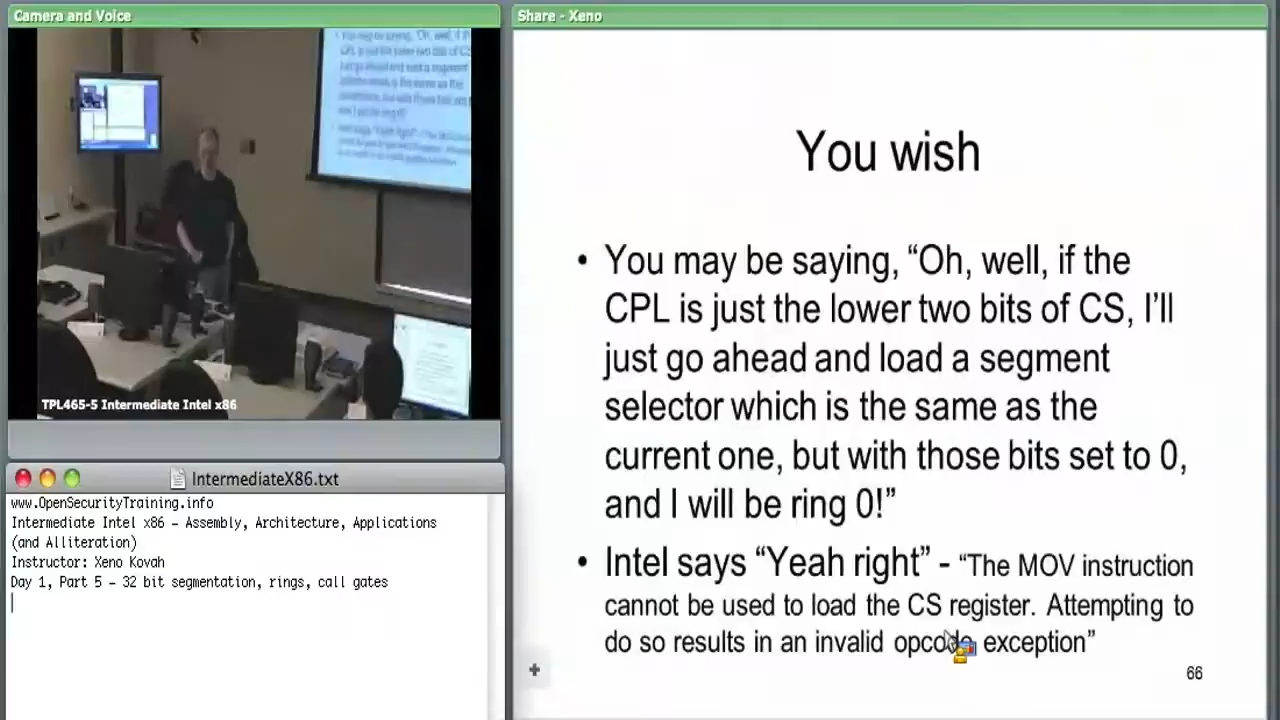 Camera and Voice
TPL465-5 Intermediate Intel x86
IntermediateX86.txt
www.OpenSecurityTraining.info
Intermediate Intel x86 – Assembly, Architecture, Applications
(and Alliteration)
Instructor: Xeno Kovah
Day 1, Part 5 – 32 bit segmentation, rings, call gates
Share - Xeno
You wish
• You may be saying, “Oh, well, if the
CPL is just the lower two bits of CS, I’ll
just go ahead and load a segment
selector which is the same as the
current one, but with those bits set to 0,
and I will be ring 0!”
• Intel says “Yeah right” - “The MOV instruction
cannot be used to load the CS register. Attempting to
do so results in an invalid opcode exception”
66